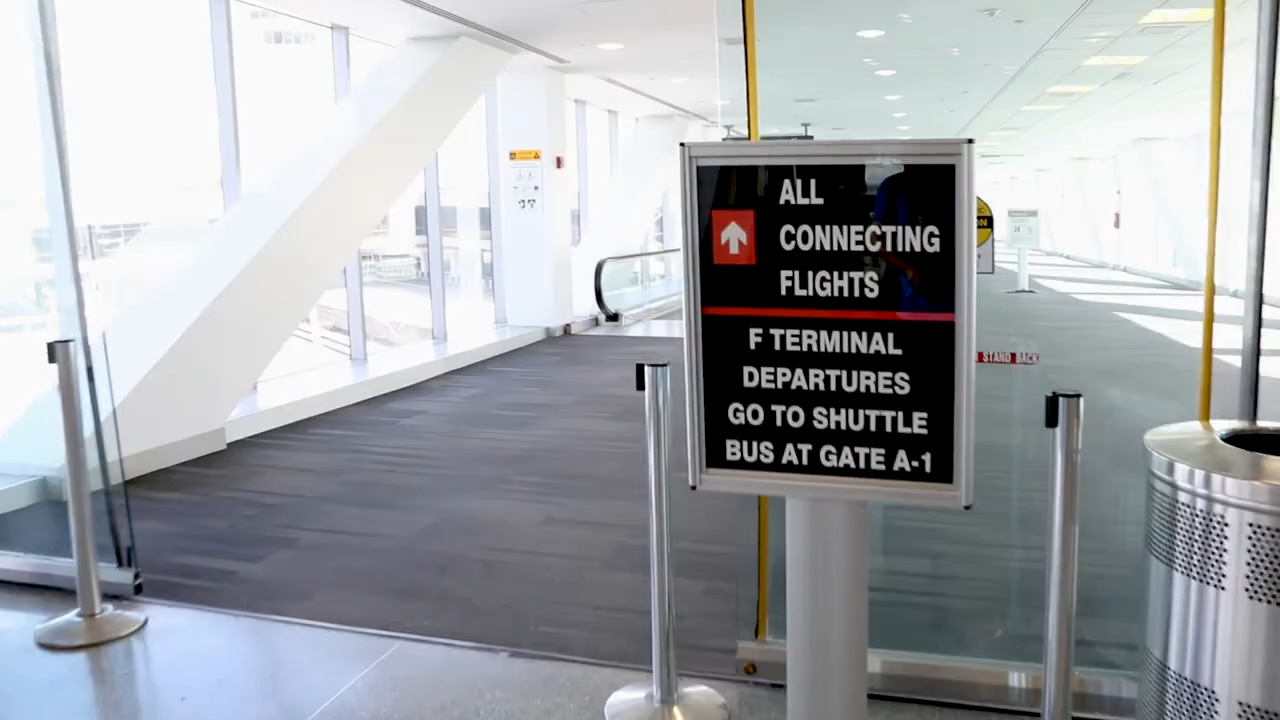 ALL
CONNECTING
FLIGHTS
F TERMINAL
DEPARTURES
GO TO SHUTTLE
BUS AT GATE A-1
STAND BACK